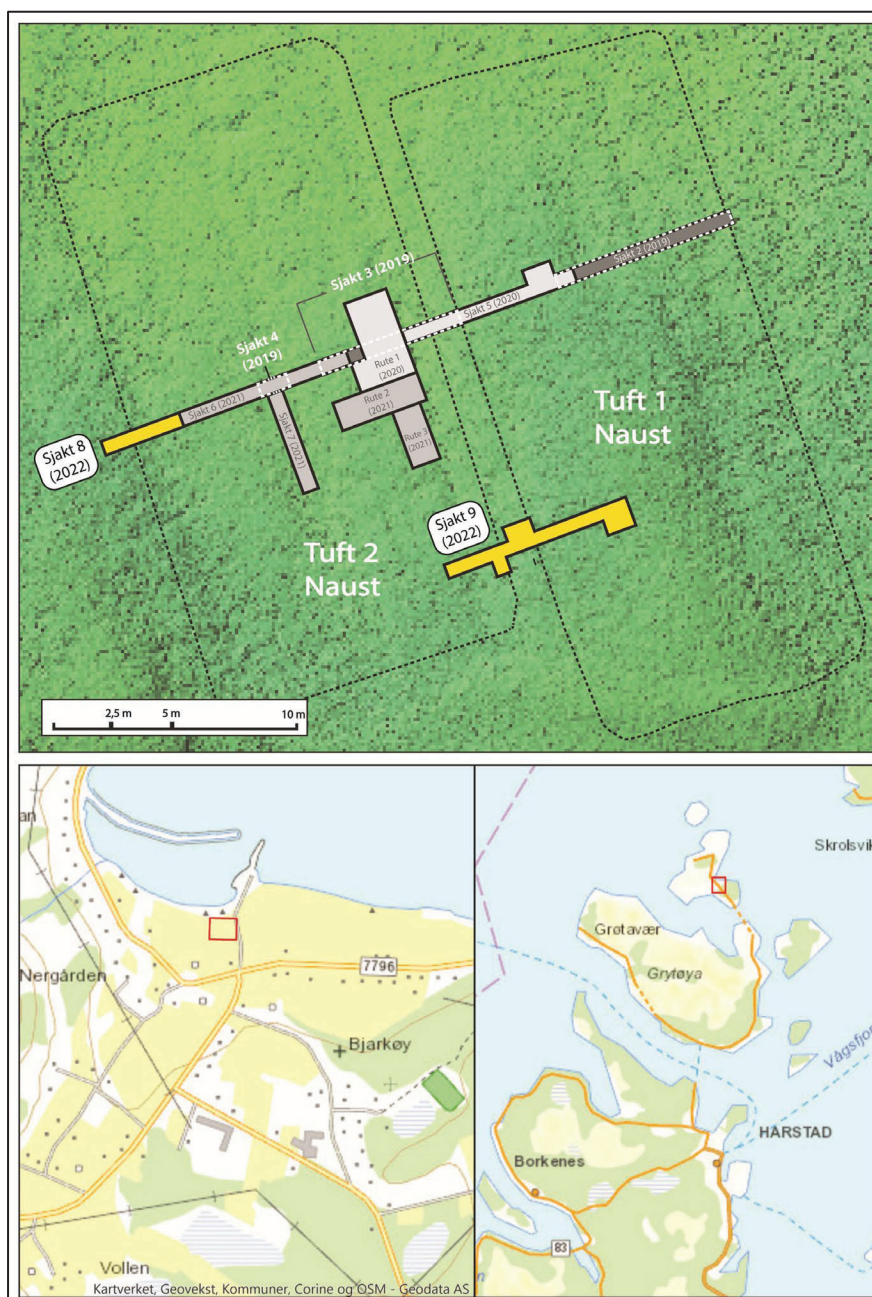 Sjakt 2 (2019)
Sjakt 3 (2019)
Sjakt 5 (2020)
Sjakt 4
(2019)
Rute 1
(2020)
Rute 2
(2021)
Rute 3
(2021)
Sjakt 6 (2021)
Sjakt 7 (2021)
Sjakt 8
(2022)
Tuft 1
Naust
Sjakt 9
(2022)
Tuft 2
Naust
2,5 m 5 m 10 m
an
Nergården
7796
Bjarkøy
Vollen
Kartverket, Geovekst, Kommuner, Corine og OSM - Geodata AS
Skrolsvik
Grøtavær
Grytøya
Vågsfjor
HARSTAD
Borkenes
83
n